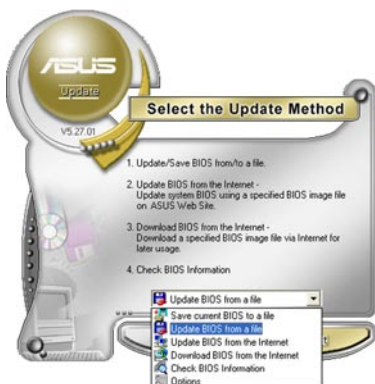 ASUS
Update
V5.27.01
Select the Update Method
1. Update/Save BIOS from/to a file.
2. Update BIOS from the Internet -
Update system BIOS using a specified BIOS image file
on ASUS Web Site.
3. Download BIOS from the Internet -
Download a specified BIOS image file via Internet for
later usage.
4. Check BIOS Information
Update BIOS from a file
Save current BIOS to a file
Update BIOS from a file
Update BIOS from the Internet
Download BIOS from the Internet
Check BIOS Information
Options